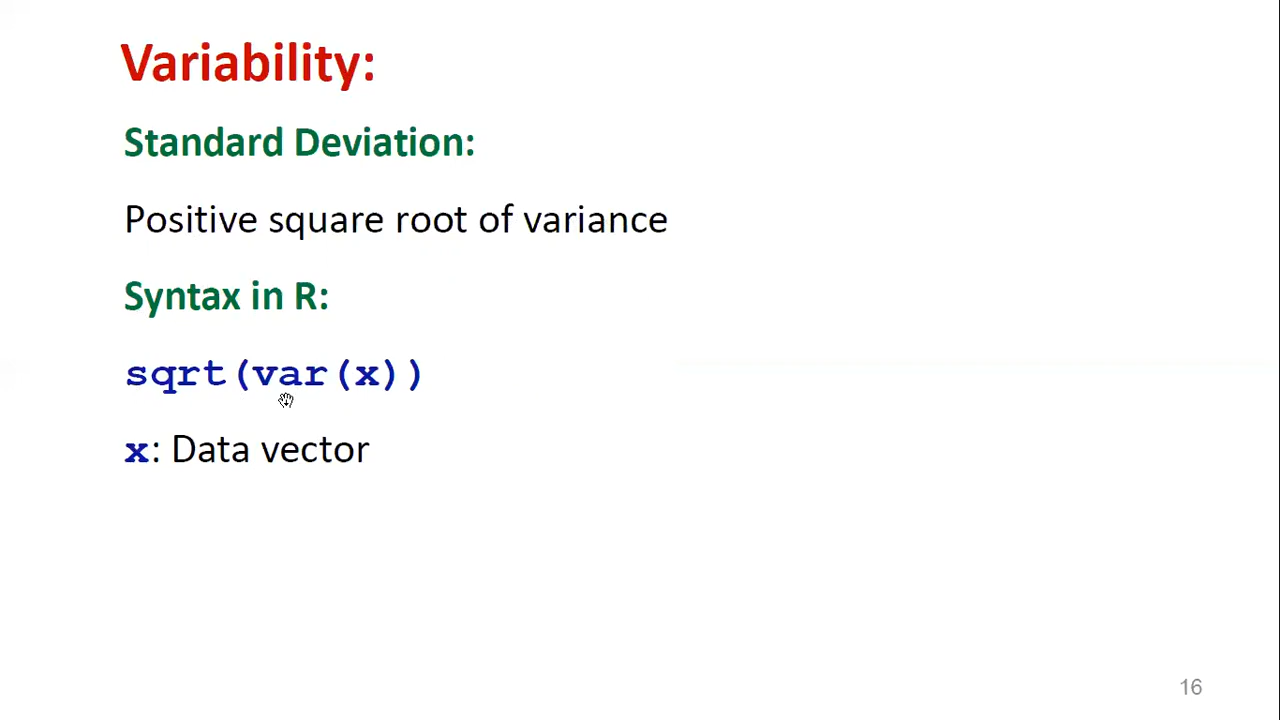 Variability:
Standard Deviation:
Positive square root of variance
Syntax in R:
sqrt(var(x))
x: Data vector
16